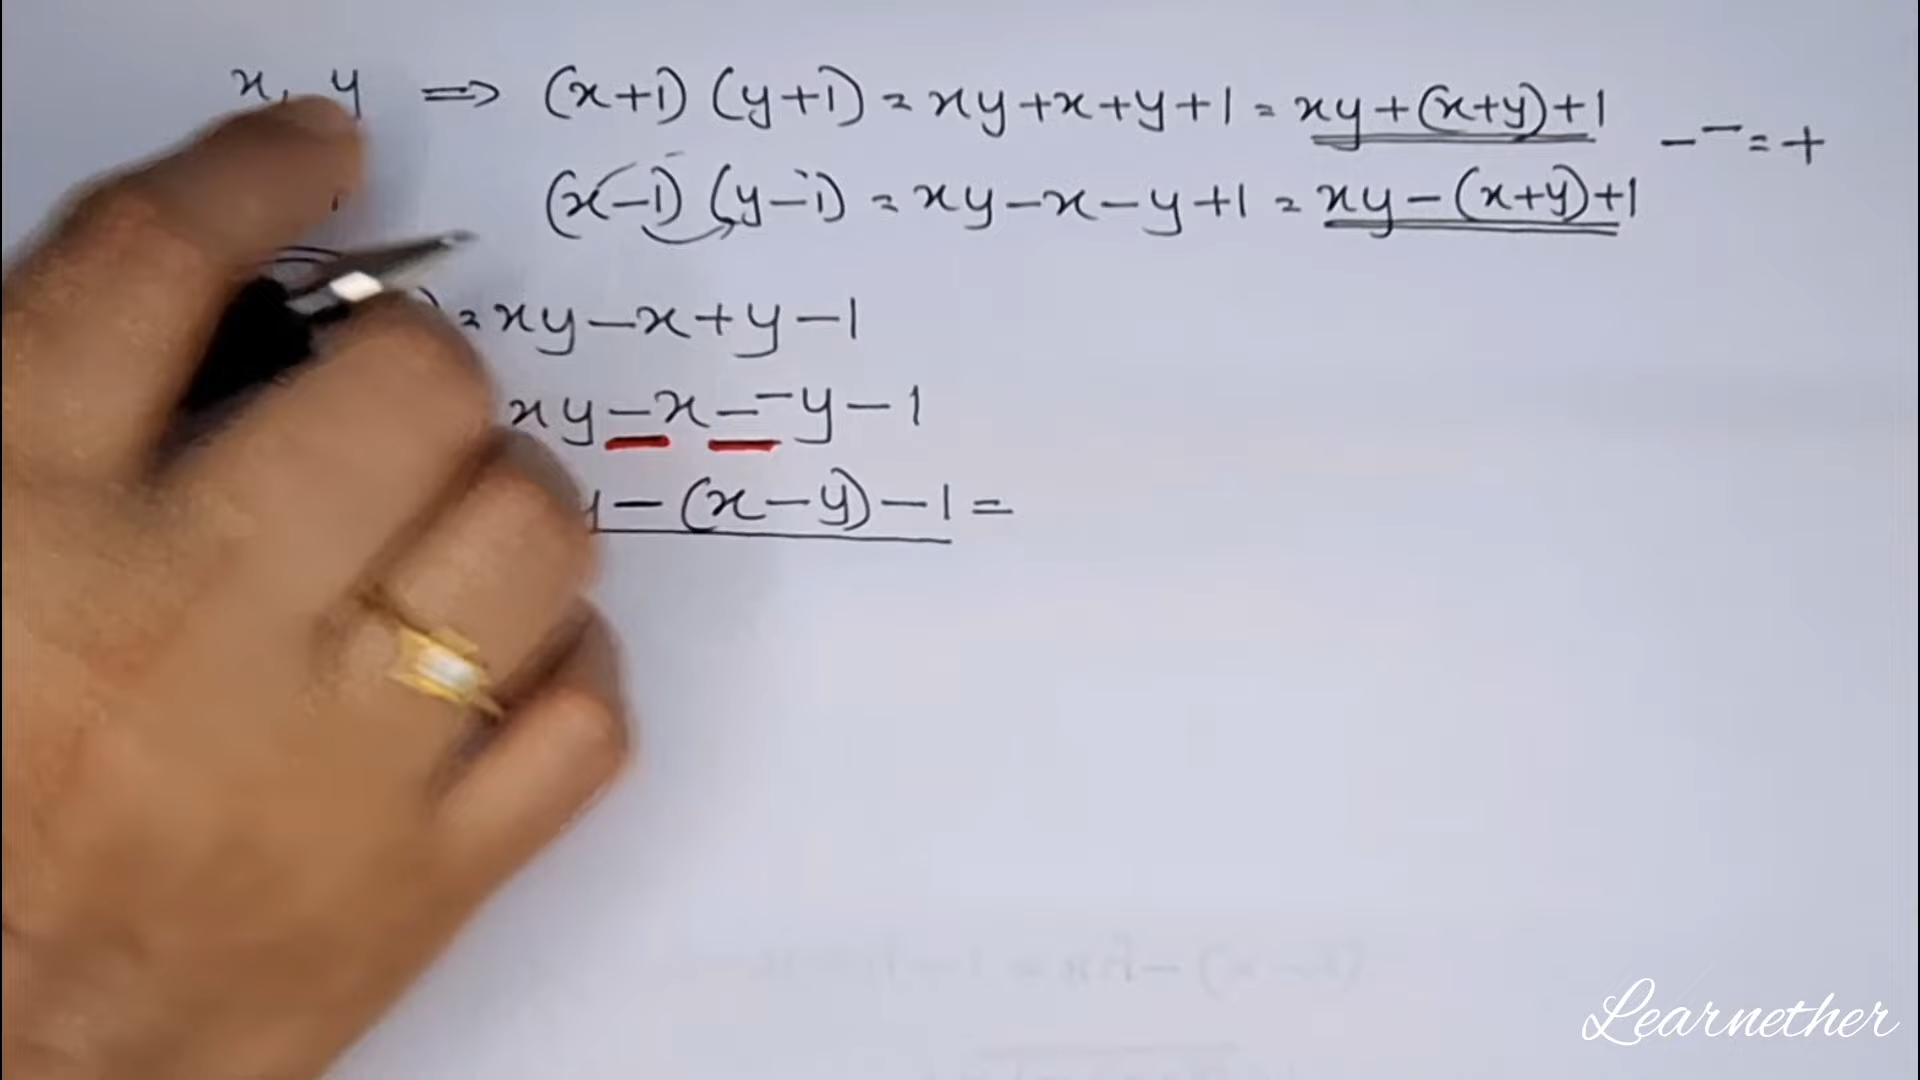 x, y ⟹ (x+1) (y+1) = xy+x+y+1 = xy+(x+y)+1
− − = +
(x−1) (y−1) = xy−x−y+1 = xy−(x+y)+1
) = xy−x+y−1
xy−x−−y−1
y−(x−y)−1 =
Learnether